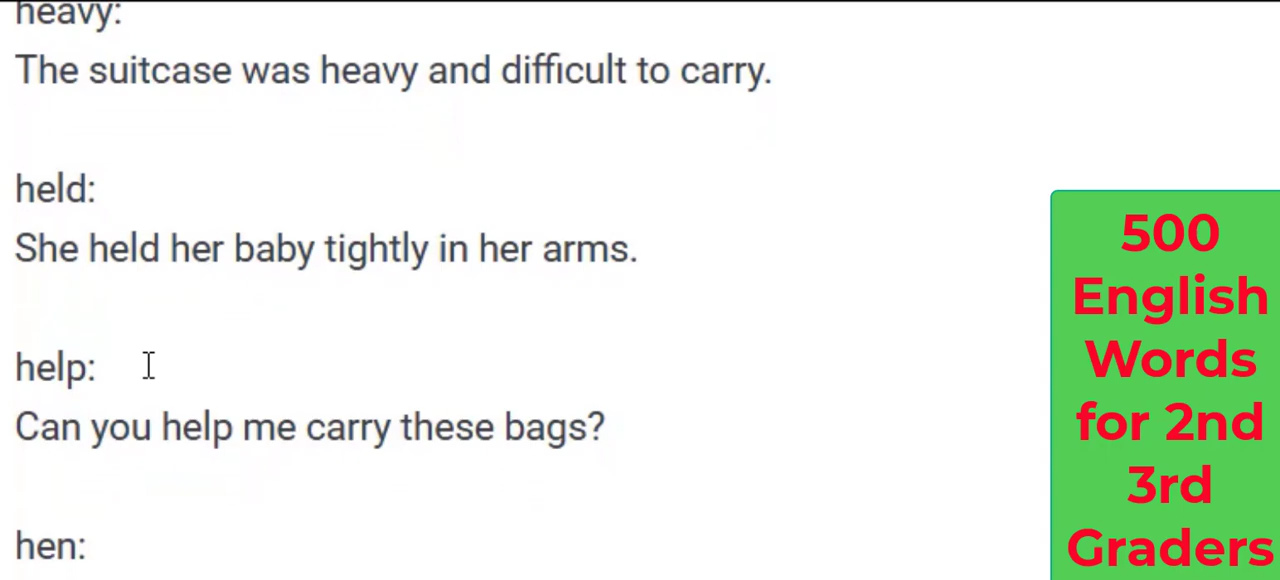 heavy:
The suitcase was heavy and difficult to carry.
held:
She held her baby tightly in her arms.
help:
Can you help me carry these bags?
hen:
500
English
Words
for 2nd
3rd
Graders